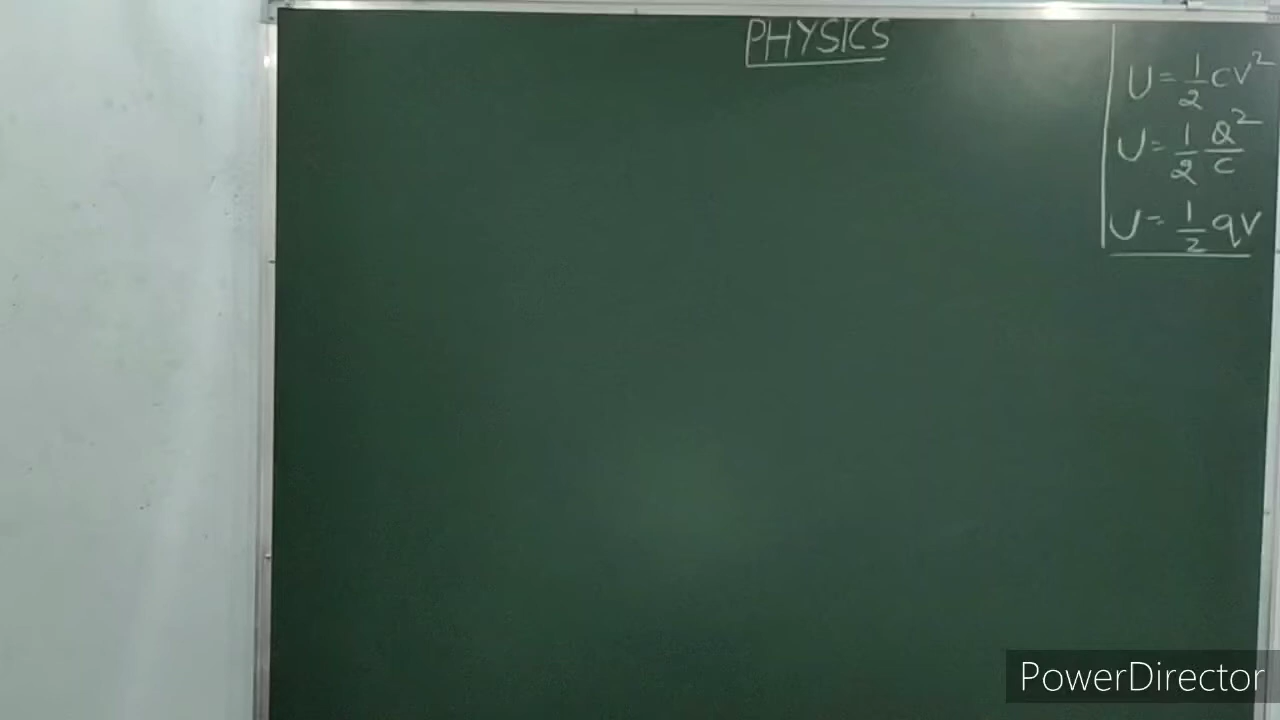 PHYSICS
U = 1/2 CV²
U = 1/2 Q²/C
U = 1/2 qV
PowerDirector